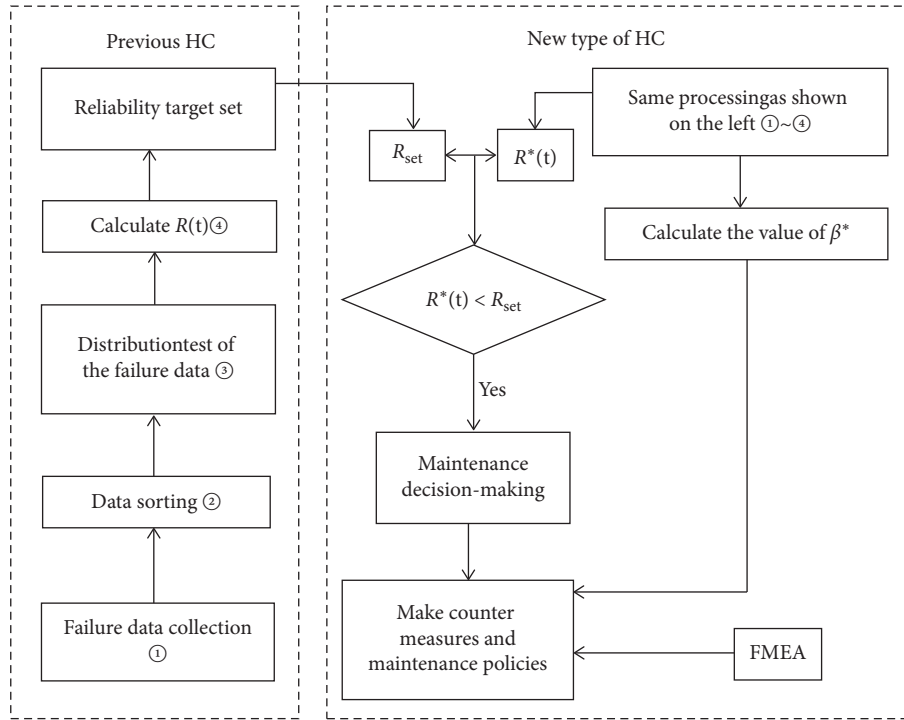 Previous HC
Reliability target set
Calculate R(t)④
Distributiontest of
the failure data ③
Data sorting ②
Failure data collection
①
New type of HC
Same processingas shown
on the left ①~④
R_set
R*(t)
Calculate the value of β*
R*(t) < R_set
Yes
Maintenance
decision-making
Make counter
measures and
maintenance policies
FMEA